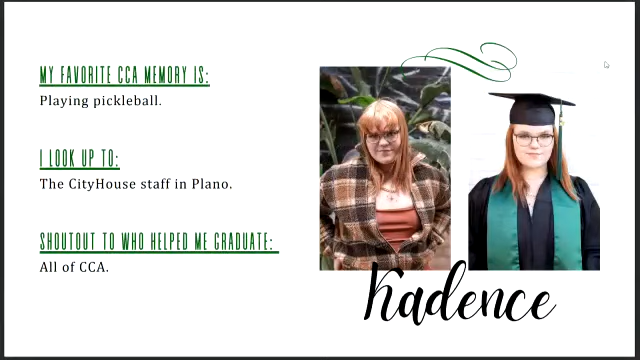 MY FAVORITE CCA MEMORY IS:
Playing pickleball.
I LOOK UP TO:
The CityHouse staff in Plano.
SHOUTOUT TO WHO HELPED ME GRADUATE:
All of CCA.
Kadence